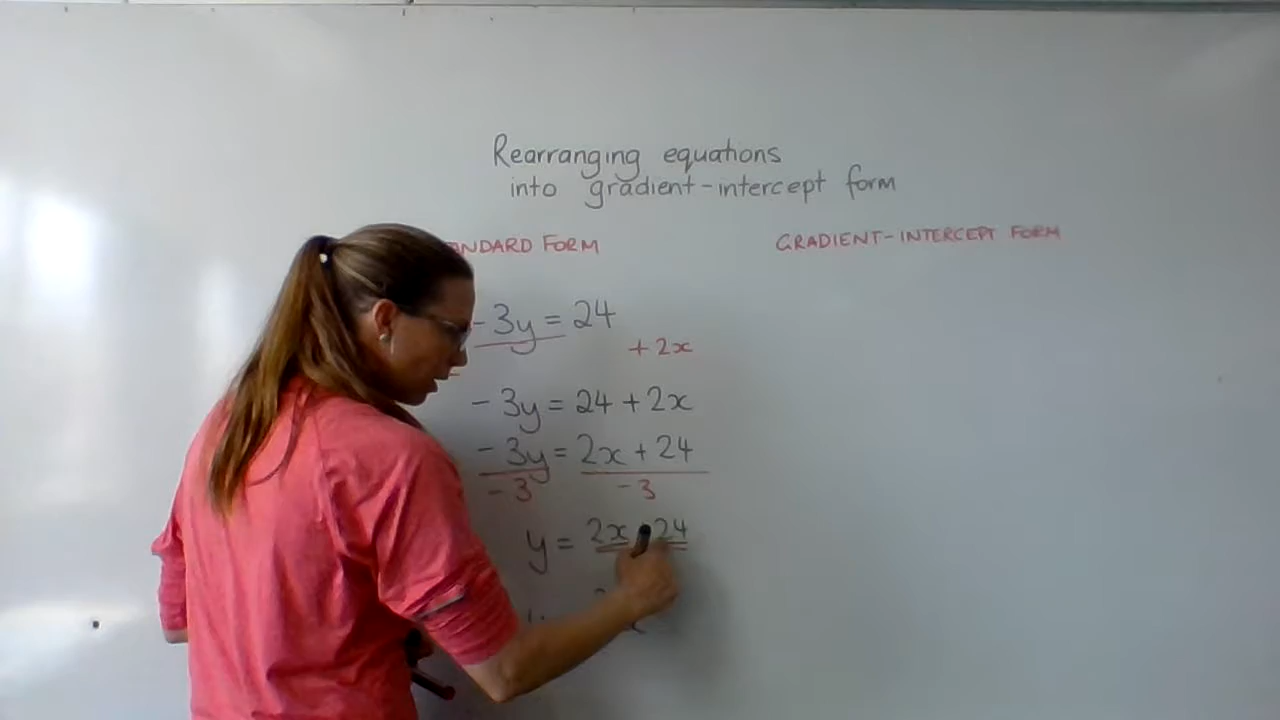 Rearranging equations
into gradient-intercept form
ANDARD FORM
GRADIENT-INTERCEPT FORM
- 3y = 24
+ 2x
- 3y = 24 + 2x
- 3y = 2x + 24
- 3 - 3
y = 2x 24